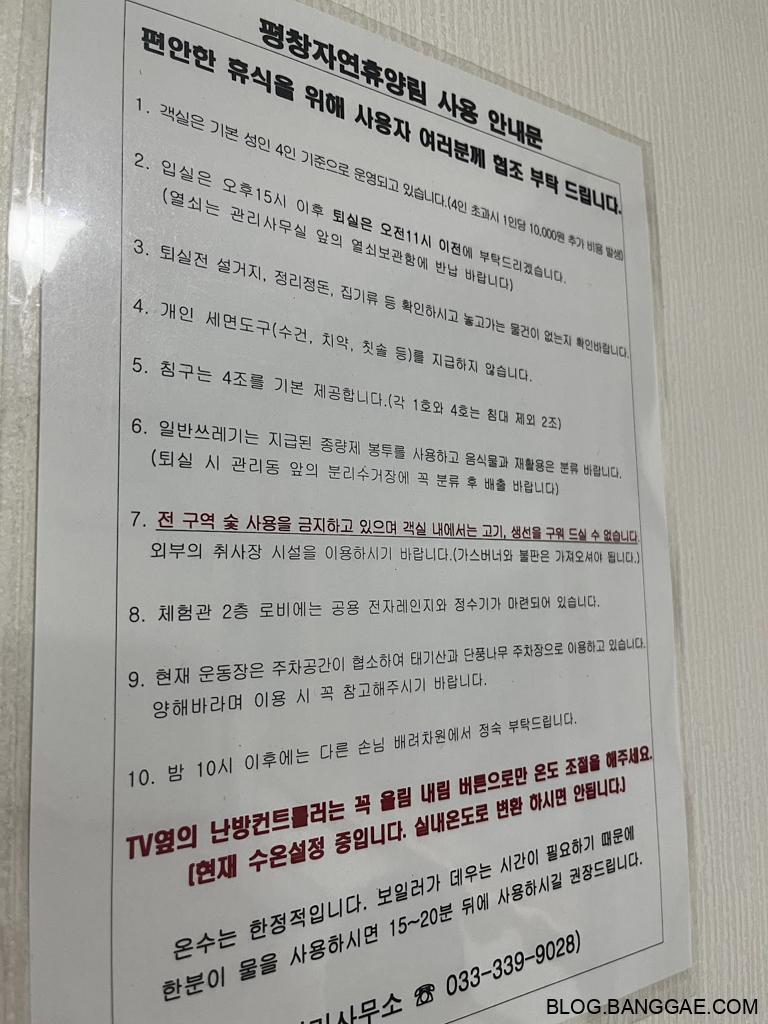 평창자연휴양림 사용 안내문
편안한 휴식을 위해 사용자 여러분께 협조 부탁 드립니다.
1. 객실은 기본 성인 4인 기준으로 운영되고 있습니다.(4인 초과시 1인당 10,000원 추가 비용 발생)
2. 입실은 오후15시 이후 퇴실은 오전11시 이전에 부탁드리겠습니다.
(열쇠는 관리사무실 앞의 열쇠보관함에 반납 바랍니다)
3. 퇴실전 설거지, 정리정돈, 집기류 등 확인하시고 놓고가는 물건이 없는지 확인바랍니다.
4. 개인 세면도구(수건, 치약, 칫솔 등)를 지급하지 않습니다.
5. 침구는 4조를 기본 제공합니다.(각 1호와 4호는 침대 제외 2조)
6. 일반쓰레기는 지급된 종량제 봉투를 사용하고 음식물과 재활용은 분류 바랍니다.
(퇴실 시 관리동 앞의 분리수거장에 꼭 분류 후 배출 바랍니다)
7. 전 구역 숯 사용을 금지하고 있으며 객실 내에서는 고기, 생선을 구워 드실 수 없습니다.
외부의 취사장 시설을 이용하시기 바랍니다.(가스버너와 불판은 가져오셔야 됩니다.)
8. 체험관 2층 로비에는 공용 전자레인지와 정수기가 마련되어 있습니다.
9. 현재 운동장은 주차공간이 협소하여 태기산과 단풍나무 주차장으로 이용하고 있습니다.
양해바라며 이용 시 꼭 참고해주시기 바랍니다.
10. 밤 10시 이후에는 다른 손님 배려차원에서 정숙 부탁드립니다.
TV옆의 난방컨트롤러는 꼭 올림 내림 버튼으로만 온도 조절을 해주세요.
(현재 수온설정 중입니다. 실내온도로 변환 하시면 안됩니다.)
온수는 한정적입니다. 보일러가 데우는 시간이 필요하기 때문에
한분이 물을 사용하시면 15~20분 뒤에 사용하시길 권장드립니다.
리사무소 ☎ 033-339-9028)
BLOG.BANGGAE.COM